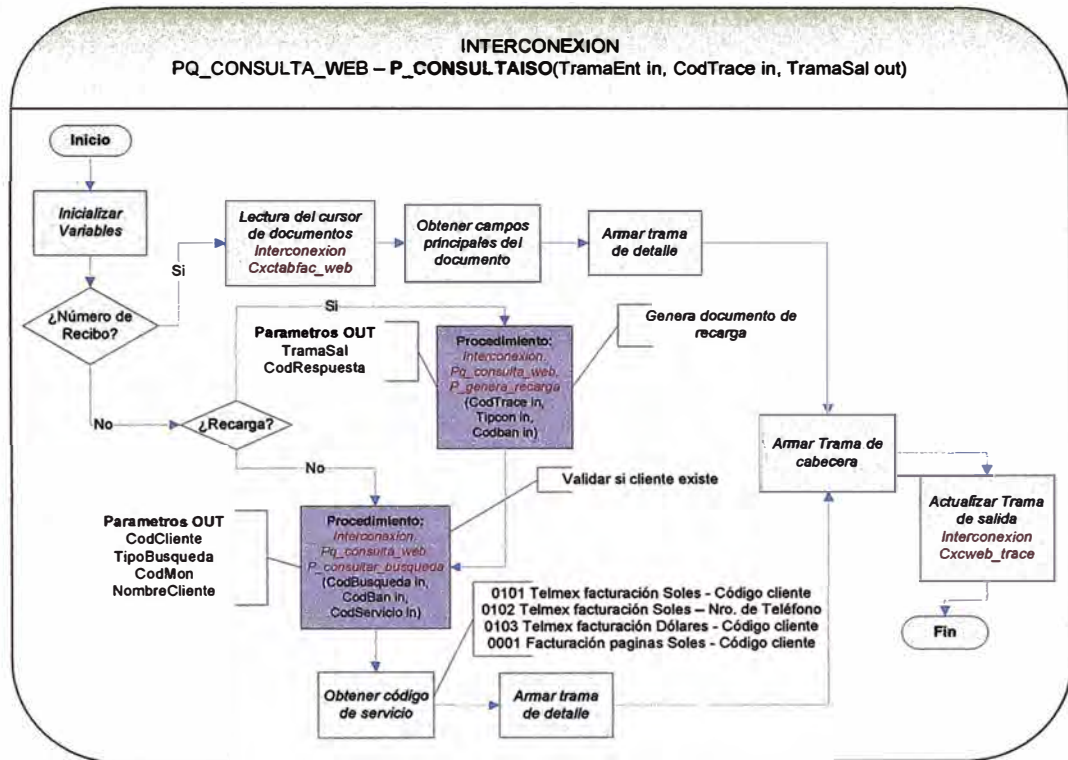 INTERCONEXION
PQ_CONSULTA_WEB – P_CONSULTAISO(TramaEnt in, CodTrace in, TramaSal out)
Inicio
Inicializar
Variables
Si
Lectura del cursor
de documentos
Interconexion
Cxctabfac_web
Obtener campos
principales del
documento
Armar trama
de detalle
¿Número de
Recibo?
Si
Parametros OUT
TramaSal
CodRespuesta
Procedimiento:
Interconexion.
Pq_consulta_web.
P_genera_recarga
(CodTrace in,
Tipcon in,
Codban in)
Genera documento de
recarga
No
¿Recarga?
No
Armar Trama de
cabecera
Validar si cliente existe
Actualizar Trama
de salida
Interconexion
Cxcweb_trace
Parametros OUT
CodCliente
TipoBusqueda
CodMon
NombreCliente
Procedimiento:
Interconexion.
Pq_consulta_web.
P_consultar_busqueda
(CodBusqueda in,
CodBan in,
CodServicio in)
0101 Telmex facturación Soles - Código cliente
0102 Telmex facturación Soles – Nro. de Teléfono
0103 Telmex facturación Dólares - Código cliente
0001 Facturación paginas Soles - Código cliente
Fin
Obtener código
de servicio
Armar trama
de detalle